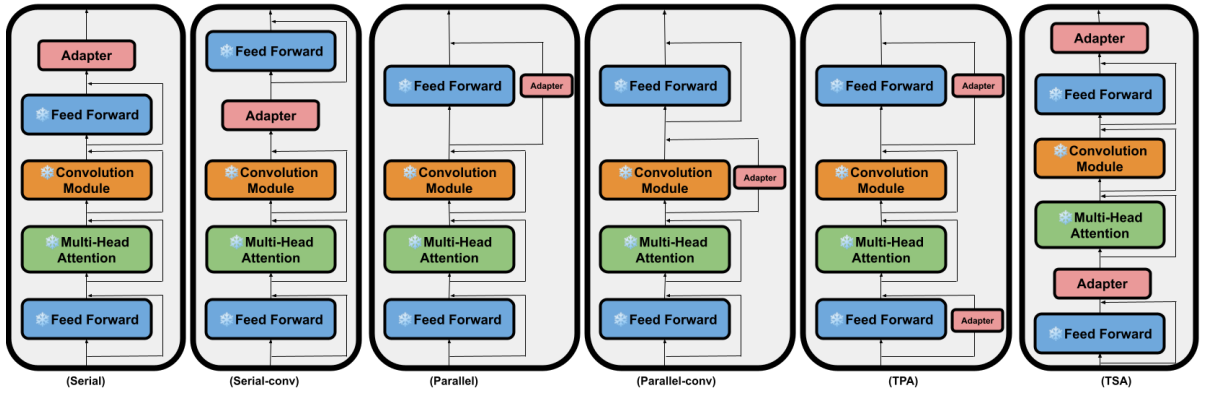 Adapter
Feed Forward
Convolution
Module
Multi-Head
Attention
Feed Forward
(Serial)
Feed Forward
Adapter
Convolution
Module
Multi-Head
Attention
Feed Forward
(Serial-conv)
Feed Forward
Adapter
Convolution
Module
Multi-Head
Attention
Feed Forward
(Parallel)
Feed Forward
Convolution
Module
Adapter
Multi-Head
Attention
Feed Forward
(Parallel-conv)
Feed Forward
Adapter
Convolution
Module
Multi-Head
Attention
Feed Forward
Adapter
(TPA)
Adapter
Feed Forward
Convolution
Module
Multi-Head
Attention
Adapter
Feed Forward
(TSA)